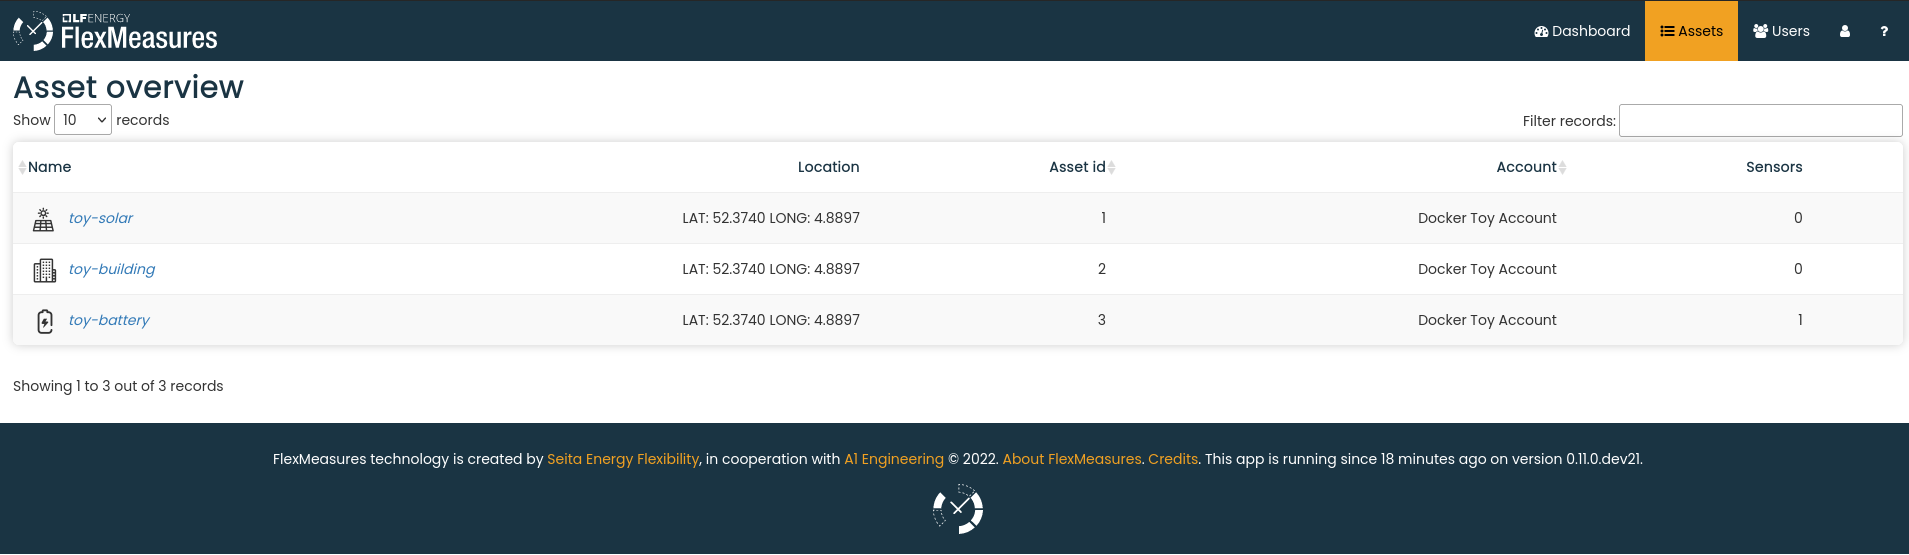 LFENERGY
FlexMeasures
Dashboard Assets Users ?
Asset overview
Show 10 records Filter records:
Name Location Asset id Account Sensors
toy-solar LAT: 52.3740 LONG: 4.8897 1 Docker Toy Account 0
toy-building LAT: 52.3740 LONG: 4.8897 2 Docker Toy Account 0
toy-battery LAT: 52.3740 LONG: 4.8897 3 Docker Toy Account 1
Showing 1 to 3 out of 3 records
FlexMeasures technology is created by Seita Energy Flexibility, in cooperation with A1 Engineering © 2022. About FlexMeasures. Credits. This app is running since 18 minutes ago on version 0.11.0.dev21.